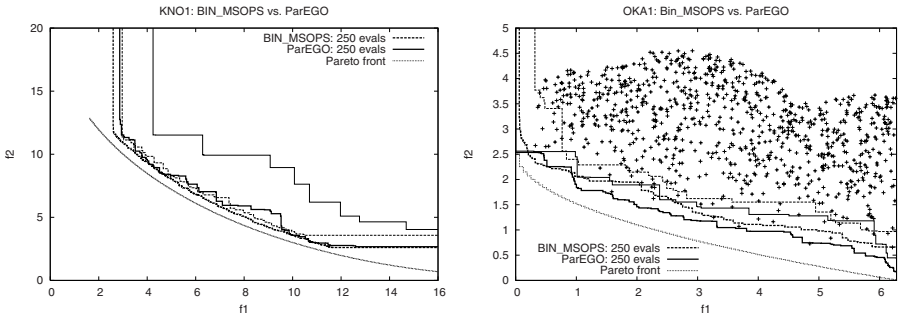 KNO1: BIN_MSOPS vs. ParEGO
20
15
10
5
0
f2
BIN_MSOPS: 250 evals
ParEGO: 250 evals
Pareto front
0 2 4 6 8 10 12 14 16
f1
OKA1: Bin_MSOPS vs. ParEGO
5
4.5
4
3.5
3
2.5
2
1.5
1
0.5
0
f2
BIN_MSOPS: 250 evals
ParEGO: 250 evals
Pareto front
0 1 2 3 4 5 6
f1